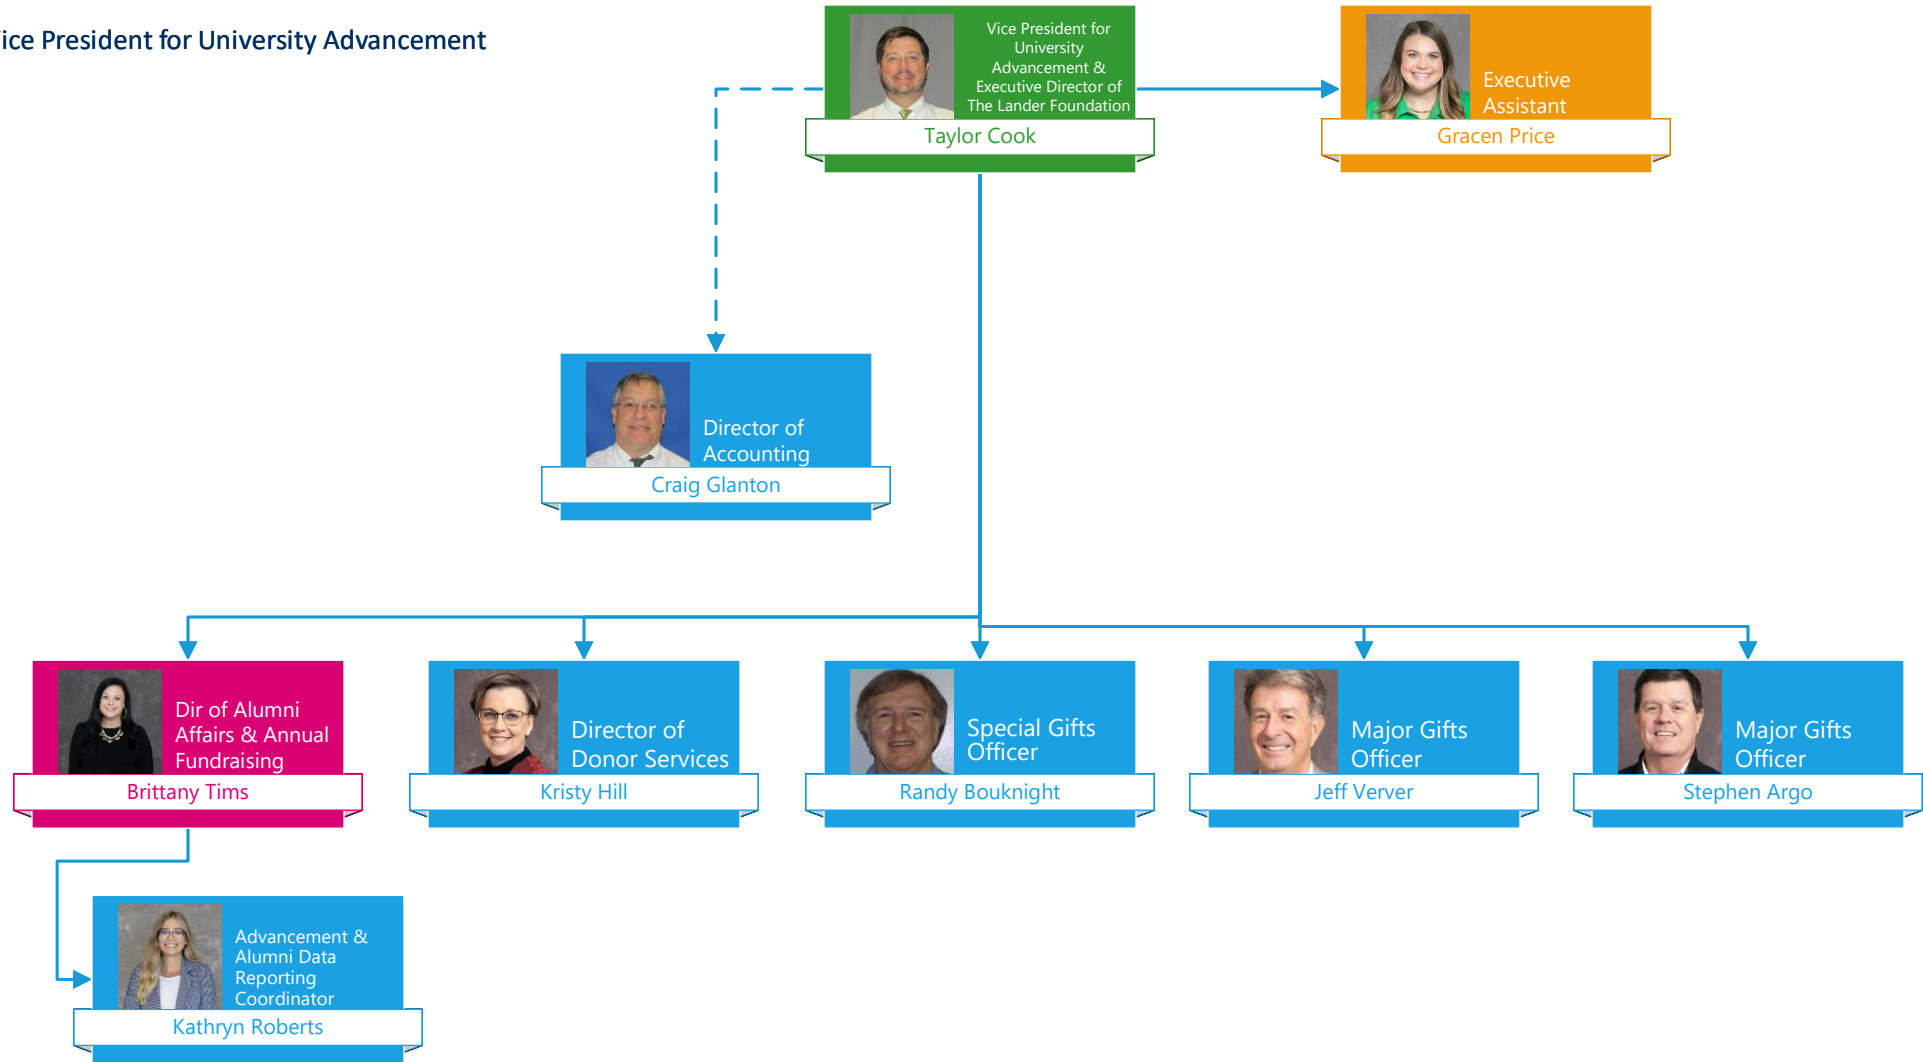 ice President for University Advancement
Vice President for
University
Advancement &
Executive Director of
The Lander Foundation
Taylor Cook
Executive
Assistant
Gracen Price
Director of
Accounting
Craig Glanton
Dir of Alumni
Affairs & Annual
Fundraising
Brittany Tims
Director of
Donor Services
Kristy Hill
Special Gifts
Officer
Randy Bouknight
Major Gifts
Officer
Jeff Verver
Major Gifts
Officer
Stephen Argo
Advancement &
Alumni Data
Reporting
Coordinator
Kathryn Roberts